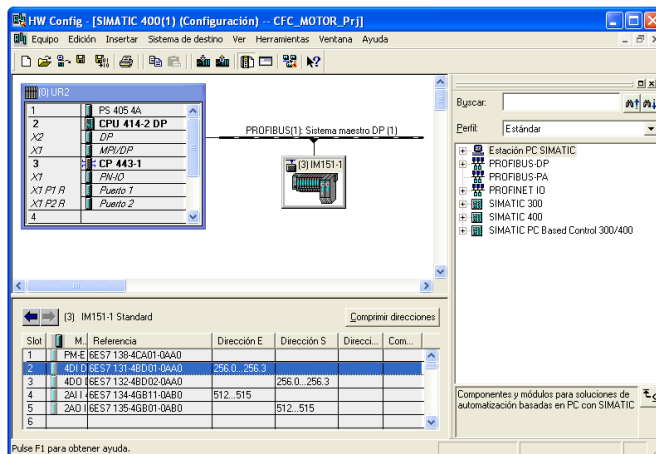 HW Config - [SIMATIC 400(1) (Configuración) -- CFC_MOTOR_Prj]
Equipo Edición Insertar Sistema de destino Ver Herramientas Ventana Ayuda
(0) UR2
1 PS 405 4A
2 CPU 414-2 DP
X2 DP
X1 MPI/DP
3 CP 443-1
X1 PN-IO
X1 P1 R Puerto 1
X1 P2 R Puerto 2
4
PROFIBUS(1): Sistema maestro DP (1)
(3) IM151-1
Buscar:
Perfil: Estándar
Estación PC SIMATIC
PROFIBUS-DP
PROFIBUS-PA
PROFINET IO
SIMATIC 300
SIMATIC 400
SIMATIC PC Based Control 300/400
(3) IM151-1 Standard
Comprimir direcciones
Slot M.. Referencia Dirección E Dirección S Direcci... Com...
1 PM-E 6ES7 138-4CA01-0AA0
2 4DI D 6ES7 131-4BD01-0AA0 256.0...256.3
3 4DO 6ES7 132-4BD02-0AA0 256.0...256.3
4 2AI I 6ES7 134-4GB11-0AB0 512...515
5 2AO I 6ES7 135-4GB01-0AB0 512...515
6
Componentes y módulos para soluciones de
automatización basadas en PC con SIMATIC
Pulse F1 para obtener ayuda.